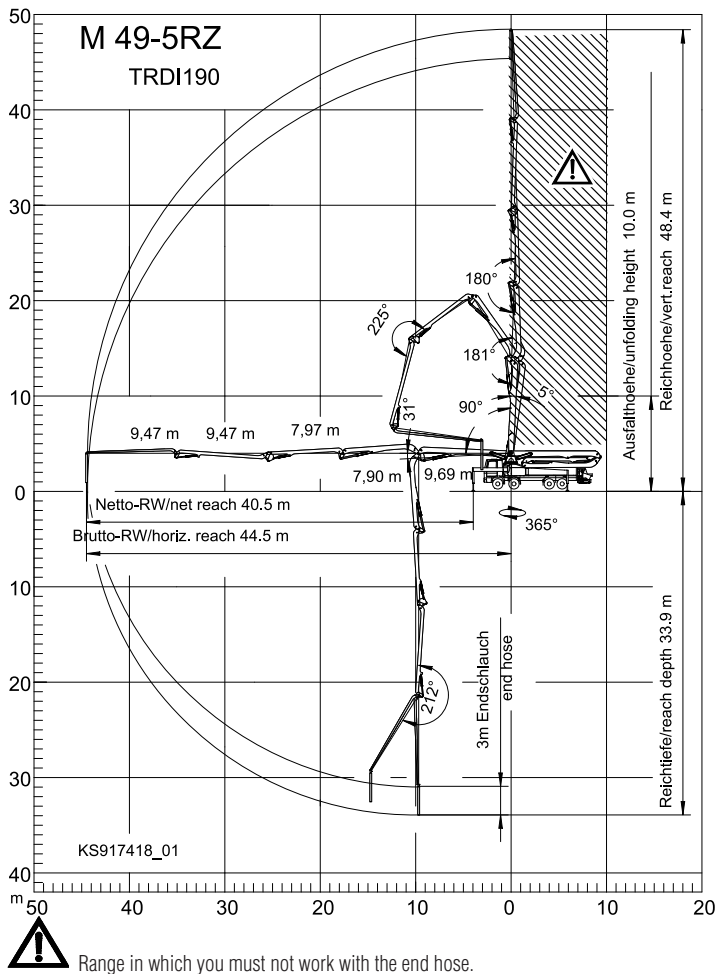 M 49-5RZ
TRDI190
50
40
30
20
10
0
10
20
30
40
m
180°
225°
181°
5°
31°
90°
9,47 m
9,47 m
7,97 m
7,90 m
9,69 m
Netto-RW/net reach 40.5 m
Brutto-RW/horiz. reach 44.5 m
365°
212°
3m Endschlauch
end hose
Ausfalthoehe/unfolding height 10.0 m
Reichhoehe/vert.reach 48.4 m
Reichtiefe/reach depth 33.9 m
KS917418_01
50
40
30
20
10
0
10
20
Range in which you must not work with the end hose.